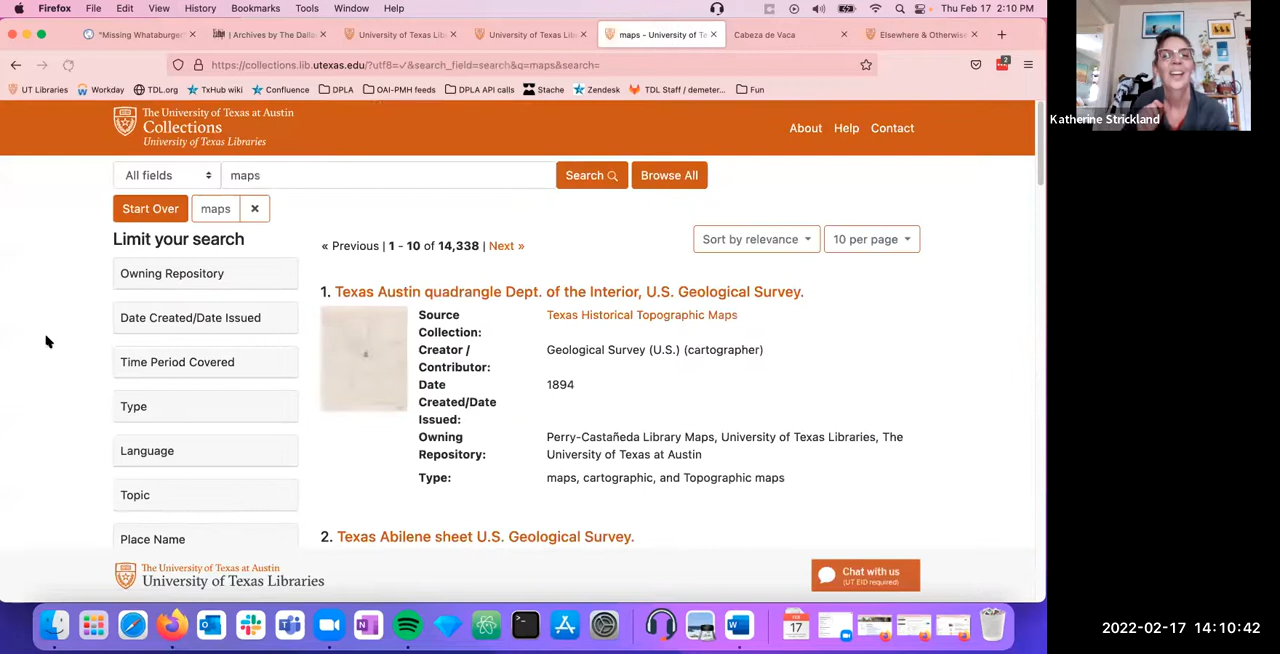 Firefox File Edit View History Bookmarks Tools Window Help Thu Feb 17 2:10 PM
"Missing Whataburger | Archives by The Dalla University of Texas Lib University of Texas Lib maps - University of Te Cabeza de Vaca Elsewhere & Otherwise
https://collections.lib.utexas.edu/?utf8=✓&search_field=search&q=maps&search=
UT Libraries Workday TDL.org TxHub wiki Confluence DPLA OAI-PMH feeds DPLA API calls Stache Zendesk TDL Staff / demeter... Fun
The University of Texas at Austin
Collections
University of Texas Libraries
About Help Contact
All fields maps Search Browse All
Start Over maps ×
Limit your search
Owning Repository
Date Created/Date Issued
Time Period Covered
Type
Language
Topic
Place Name
« Previous | 1 - 10 of 14,338 | Next »
Sort by relevance 10 per page
1. Texas Austin quadrangle Dept. of the Interior, U.S. Geological Survey.
Source Collection: Texas Historical Topographic Maps
Creator / Contributor: Geological Survey (U.S.) (cartographer)
Date Created/Date Issued: 1894
Owning Repository: Perry-Castañeda Library Maps, University of Texas Libraries, The
University of Texas at Austin
Type: maps, cartographic, and Topographic maps
2. Texas Abilene sheet U.S. Geological Survey.
The University of Texas at Austin
University of Texas Libraries
Chat with us
(UT EID required)
Katherine Strickland
FEB
17
2022-02-17 14:10:42